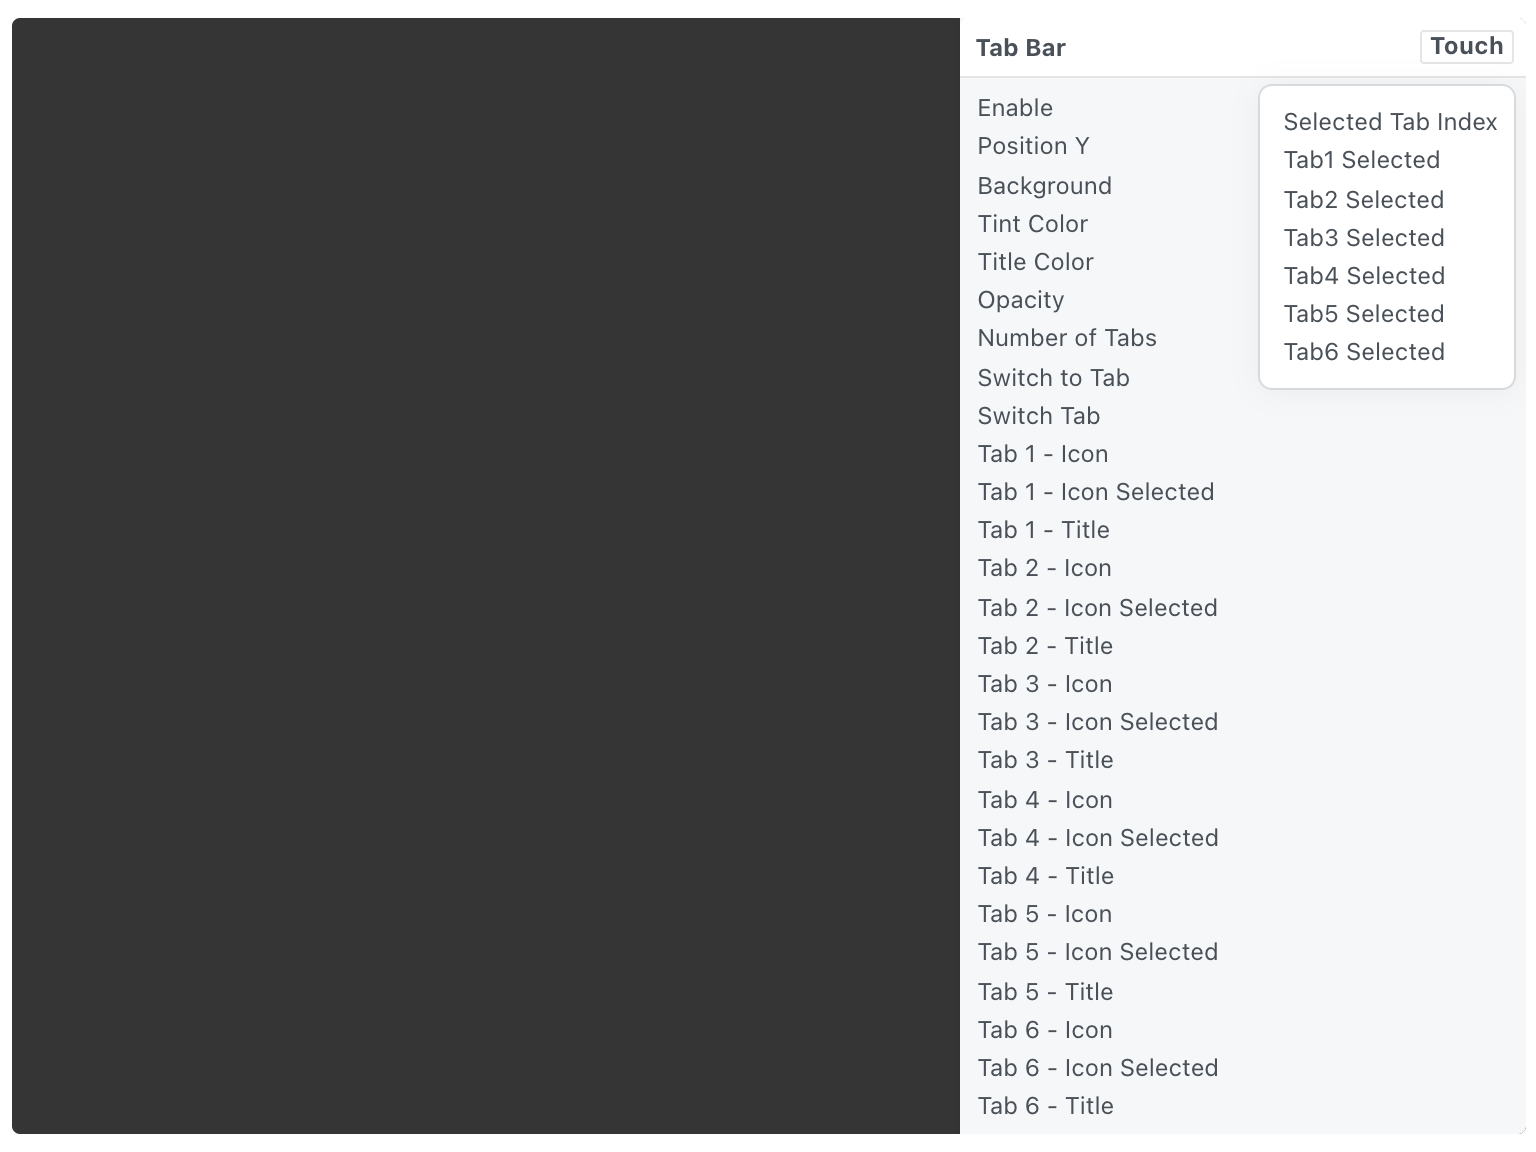 Tab Bar
Touch
Enable
Position Y
Background
Tint Color
Title Color
Opacity
Number of Tabs
Switch to Tab
Switch Tab
Tab 1 - Icon
Tab 1 - Icon Selected
Tab 1 - Title
Tab 2 - Icon
Tab 2 - Icon Selected
Tab 2 - Title
Tab 3 - Icon
Tab 3 - Icon Selected
Tab 3 - Title
Tab 4 - Icon
Tab 4 - Icon Selected
Tab 4 - Title
Tab 5 - Icon
Tab 5 - Icon Selected
Tab 5 - Title
Tab 6 - Icon
Tab 6 - Icon Selected
Tab 6 - Title
Selected Tab Index
Tab1 Selected
Tab2 Selected
Tab3 Selected
Tab4 Selected
Tab5 Selected
Tab6 Selected